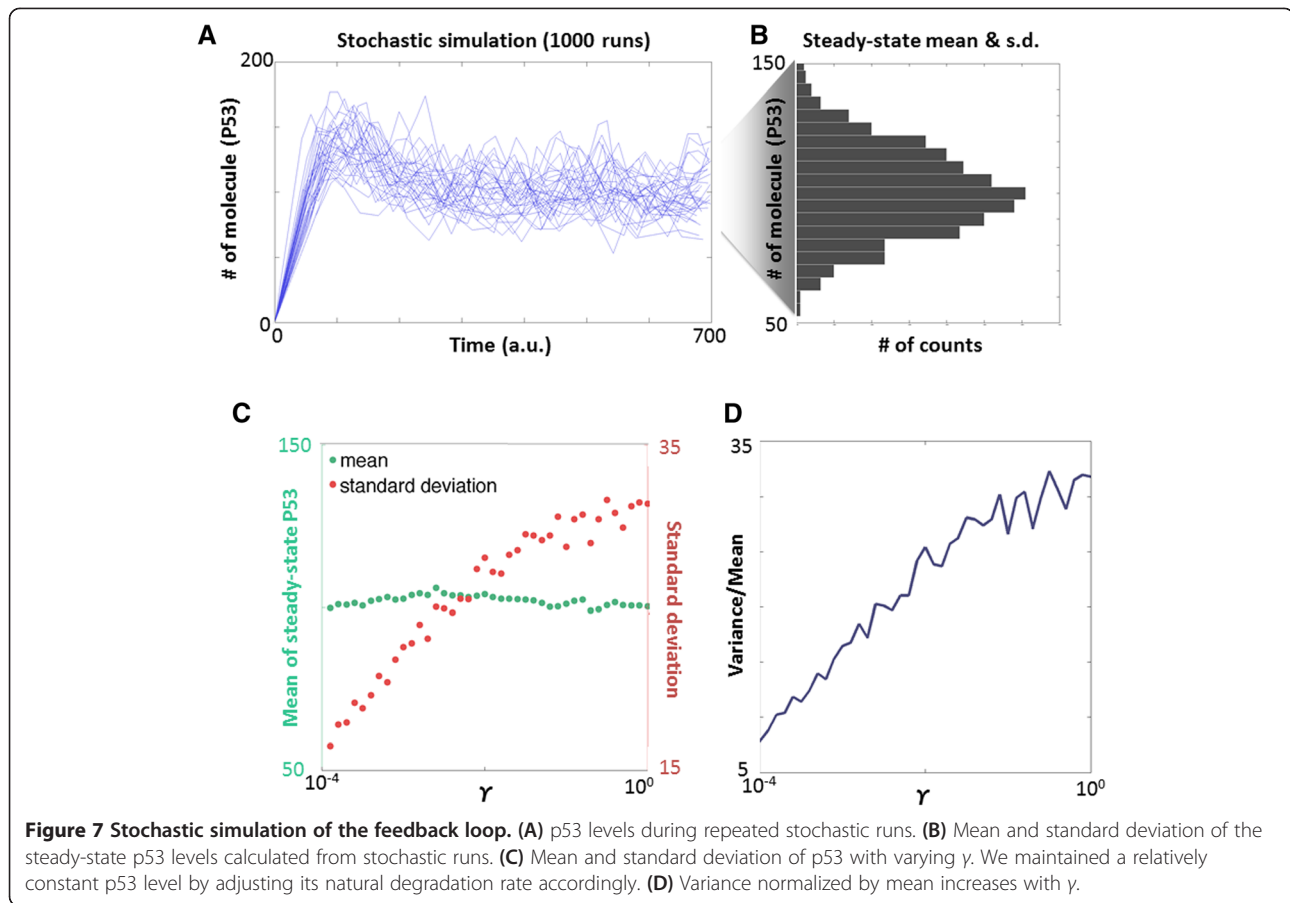 A
Stochastic simulation (1000 runs)
200
# of molecule (P53)
0
0
Time (a.u.)
700
B
Steady-state mean & s.d.
150
# of molecule (P53)
50
# of counts
C
150
mean
standard deviation
Mean of steady-state P53
50
35
Standard deviation
15
10⁻⁴
γ
10⁰
D
35
Variance/Mean
5
10⁻⁴
γ
10⁰
Figure 7 Stochastic simulation of the feedback loop. (A) p53 levels during repeated stochastic runs. (B) Mean and standard deviation of the
steady-state p53 levels calculated from stochastic runs. (C) Mean and standard deviation of p53 with varying γ. We maintained a relatively
constant p53 level by adjusting its natural degradation rate accordingly. (D) Variance normalized by mean increases with γ.